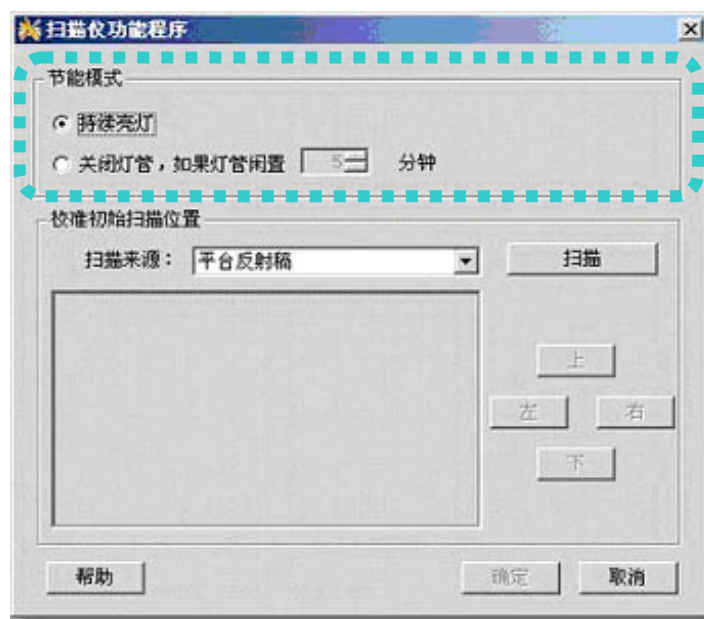 扫描仪功能程序
节能模式
持续亮灯
关闭灯管，如果灯管闲置 5 分钟
校准初始扫描位置
扫描来源： 平台反射稿 扫描
上
左 右
下
帮助 确定 取消